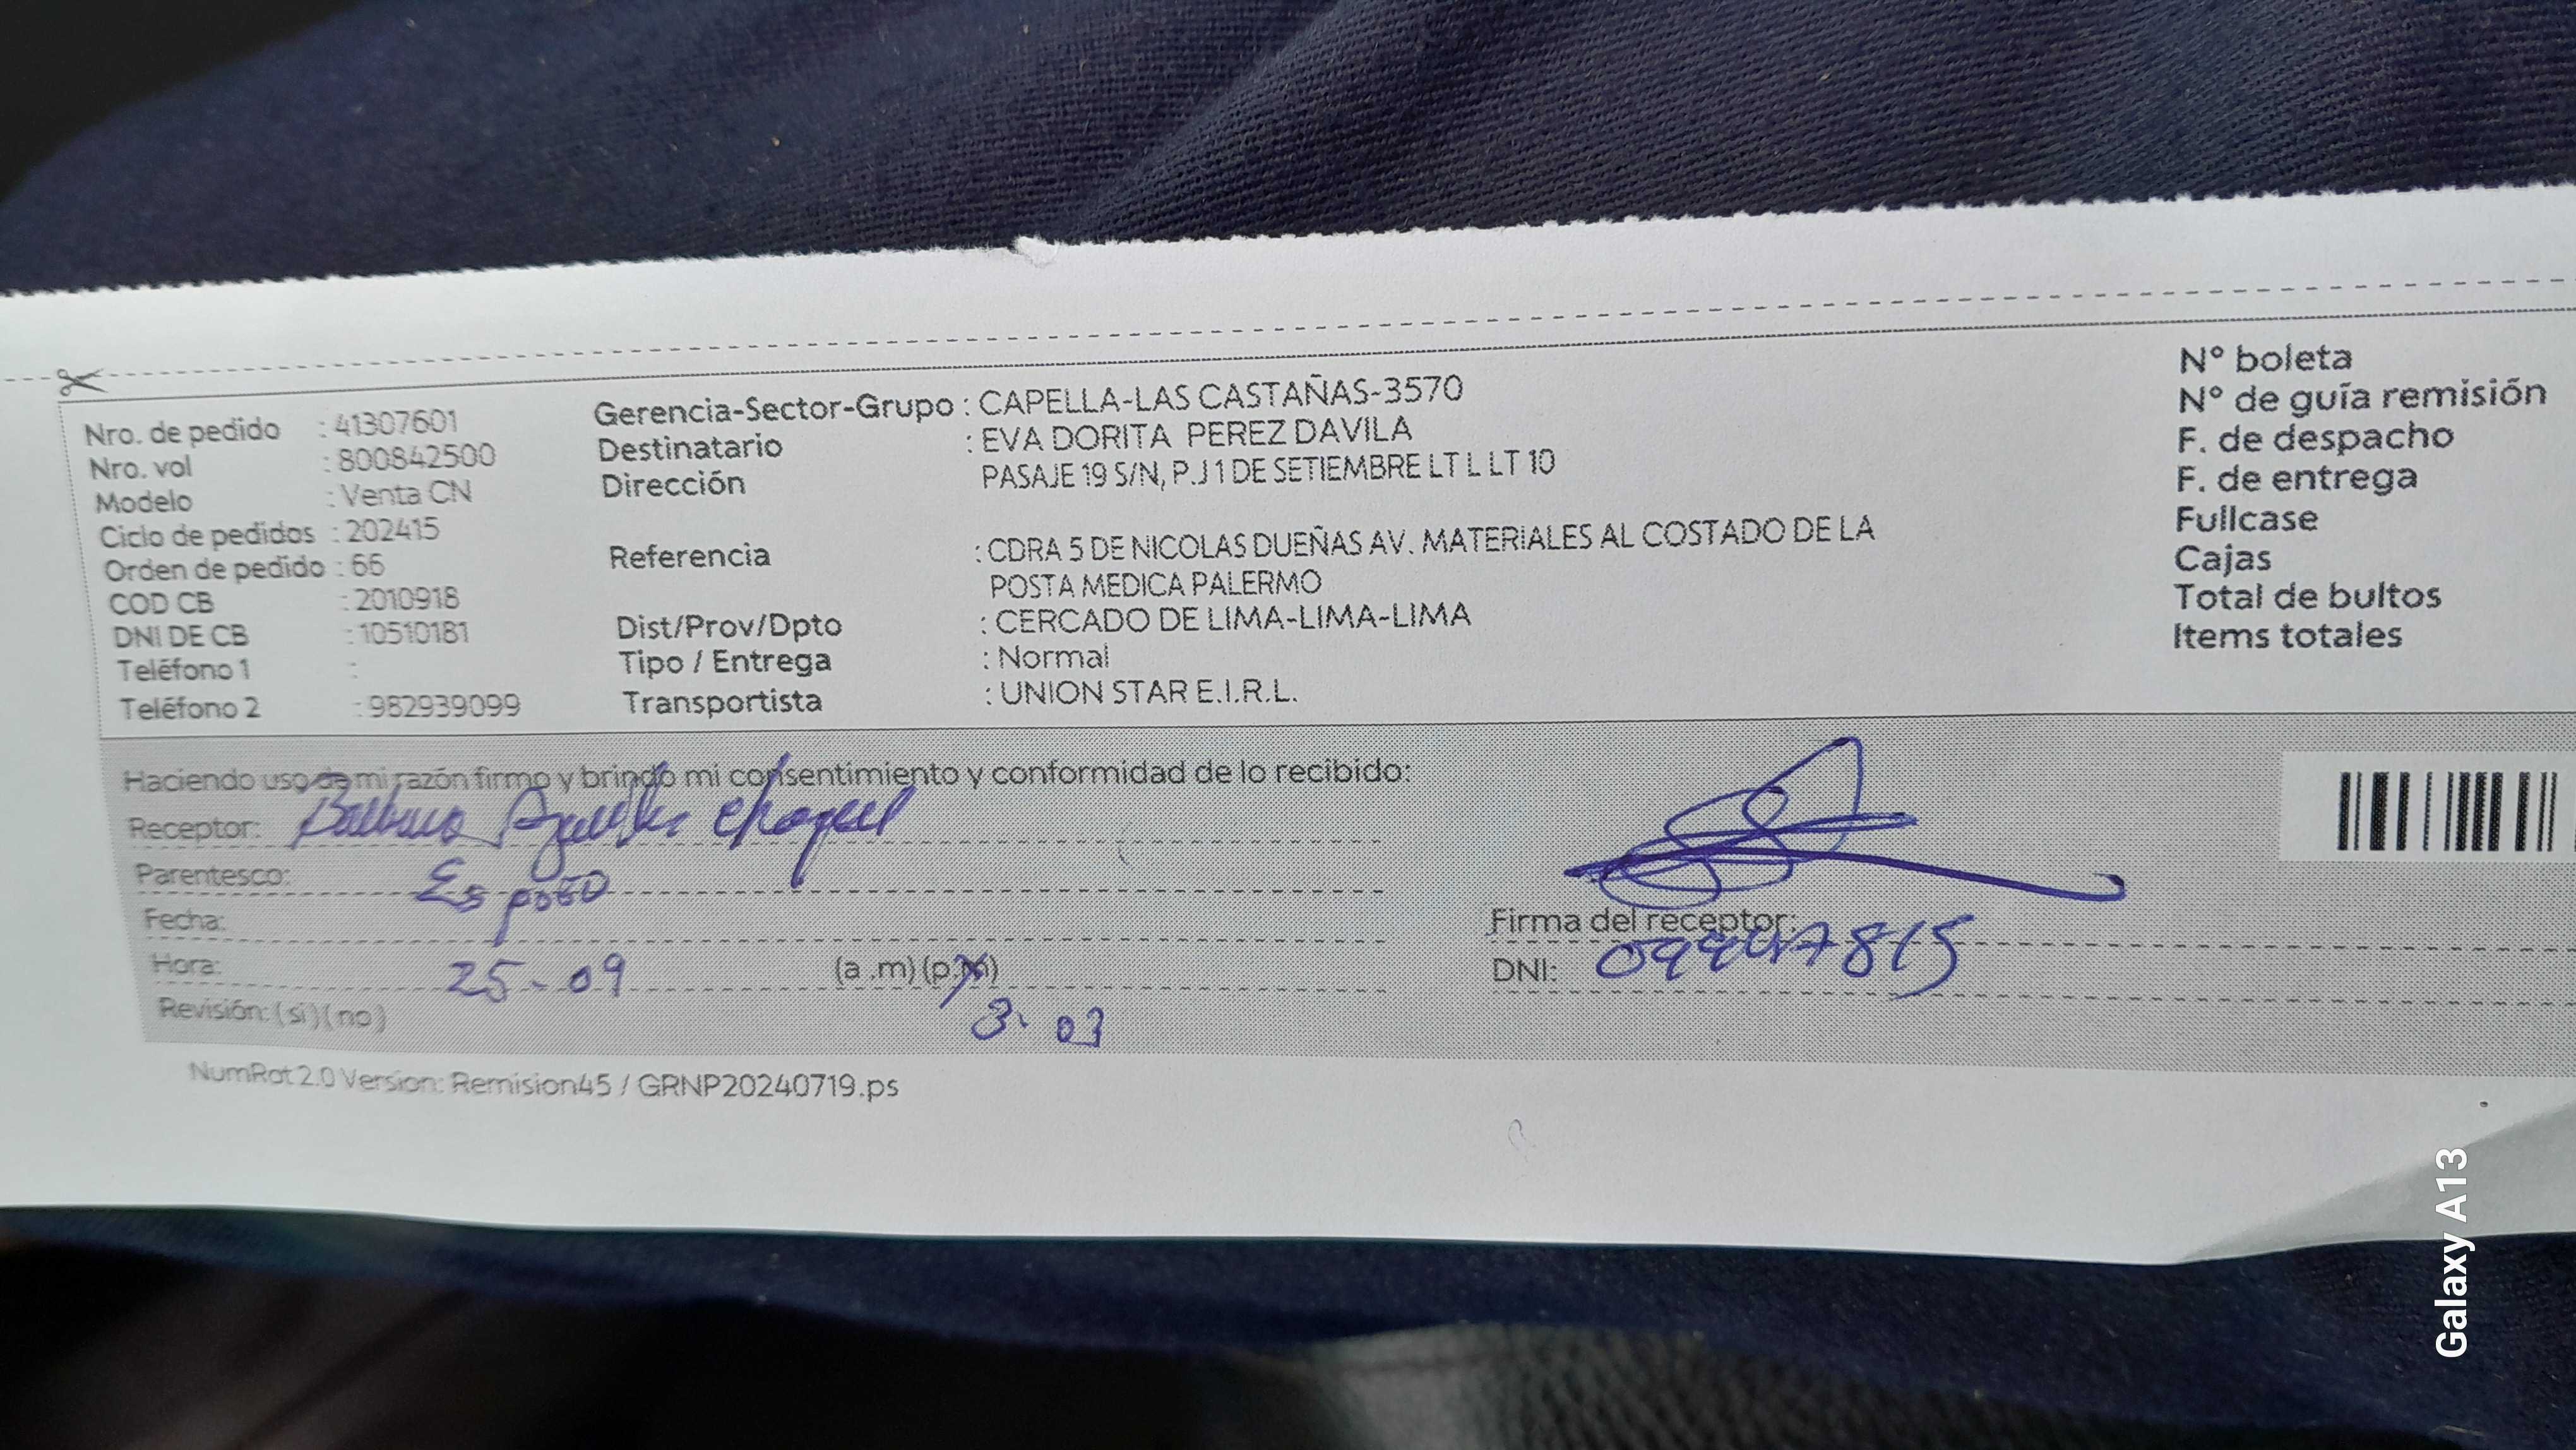 Nro. de pedido : 41307601
Nro. vol : 800842500
Modelo : Venta CN
Ciclo de pedidos : 202415
Orden de pedido : 66
COD CB : 2010918
DNI DE CB : 10510181
Teléfono 1 :
Teléfono 2 : 982939099
Gerencia-Sector-Grupo : CAPELLA-LAS CASTAÑAS-3570
Destinatario : EVA DORITA PEREZ DAVILA
Dirección PASAJE 19 S/N, P.J 1 DE SETIEMBRE LT L LT 10
Referencia : CDRA 5 DE NICOLAS DUEÑAS AV. MATERIALES AL COSTADO DE LA
POSTA MEDICA PALERMO
Dist/Prov/Dpto : CERCADO DE LIMA-LIMA-LIMA
Tipo / Entrega : Normal
Transportista : UNION STAR E.I.R.L.
N° boleta
N° de guía remisión
F. de despacho
F. de entrega
Fullcase
Cajas
Total de bultos
Items totales
Haciendo uso de mi razón firmo y brindo mi consentimiento y conformidad de lo recibido:
Receptor:
Parentesco: Esposo
Fecha:
Hora: 25-09 (a.m) (p.m)
Revisión: (si) (no) 3:03
Firma del receptor:
DNI:
NumRot 2.0 Version: Remision45 / GRNP20240719.ps
Galaxy A13